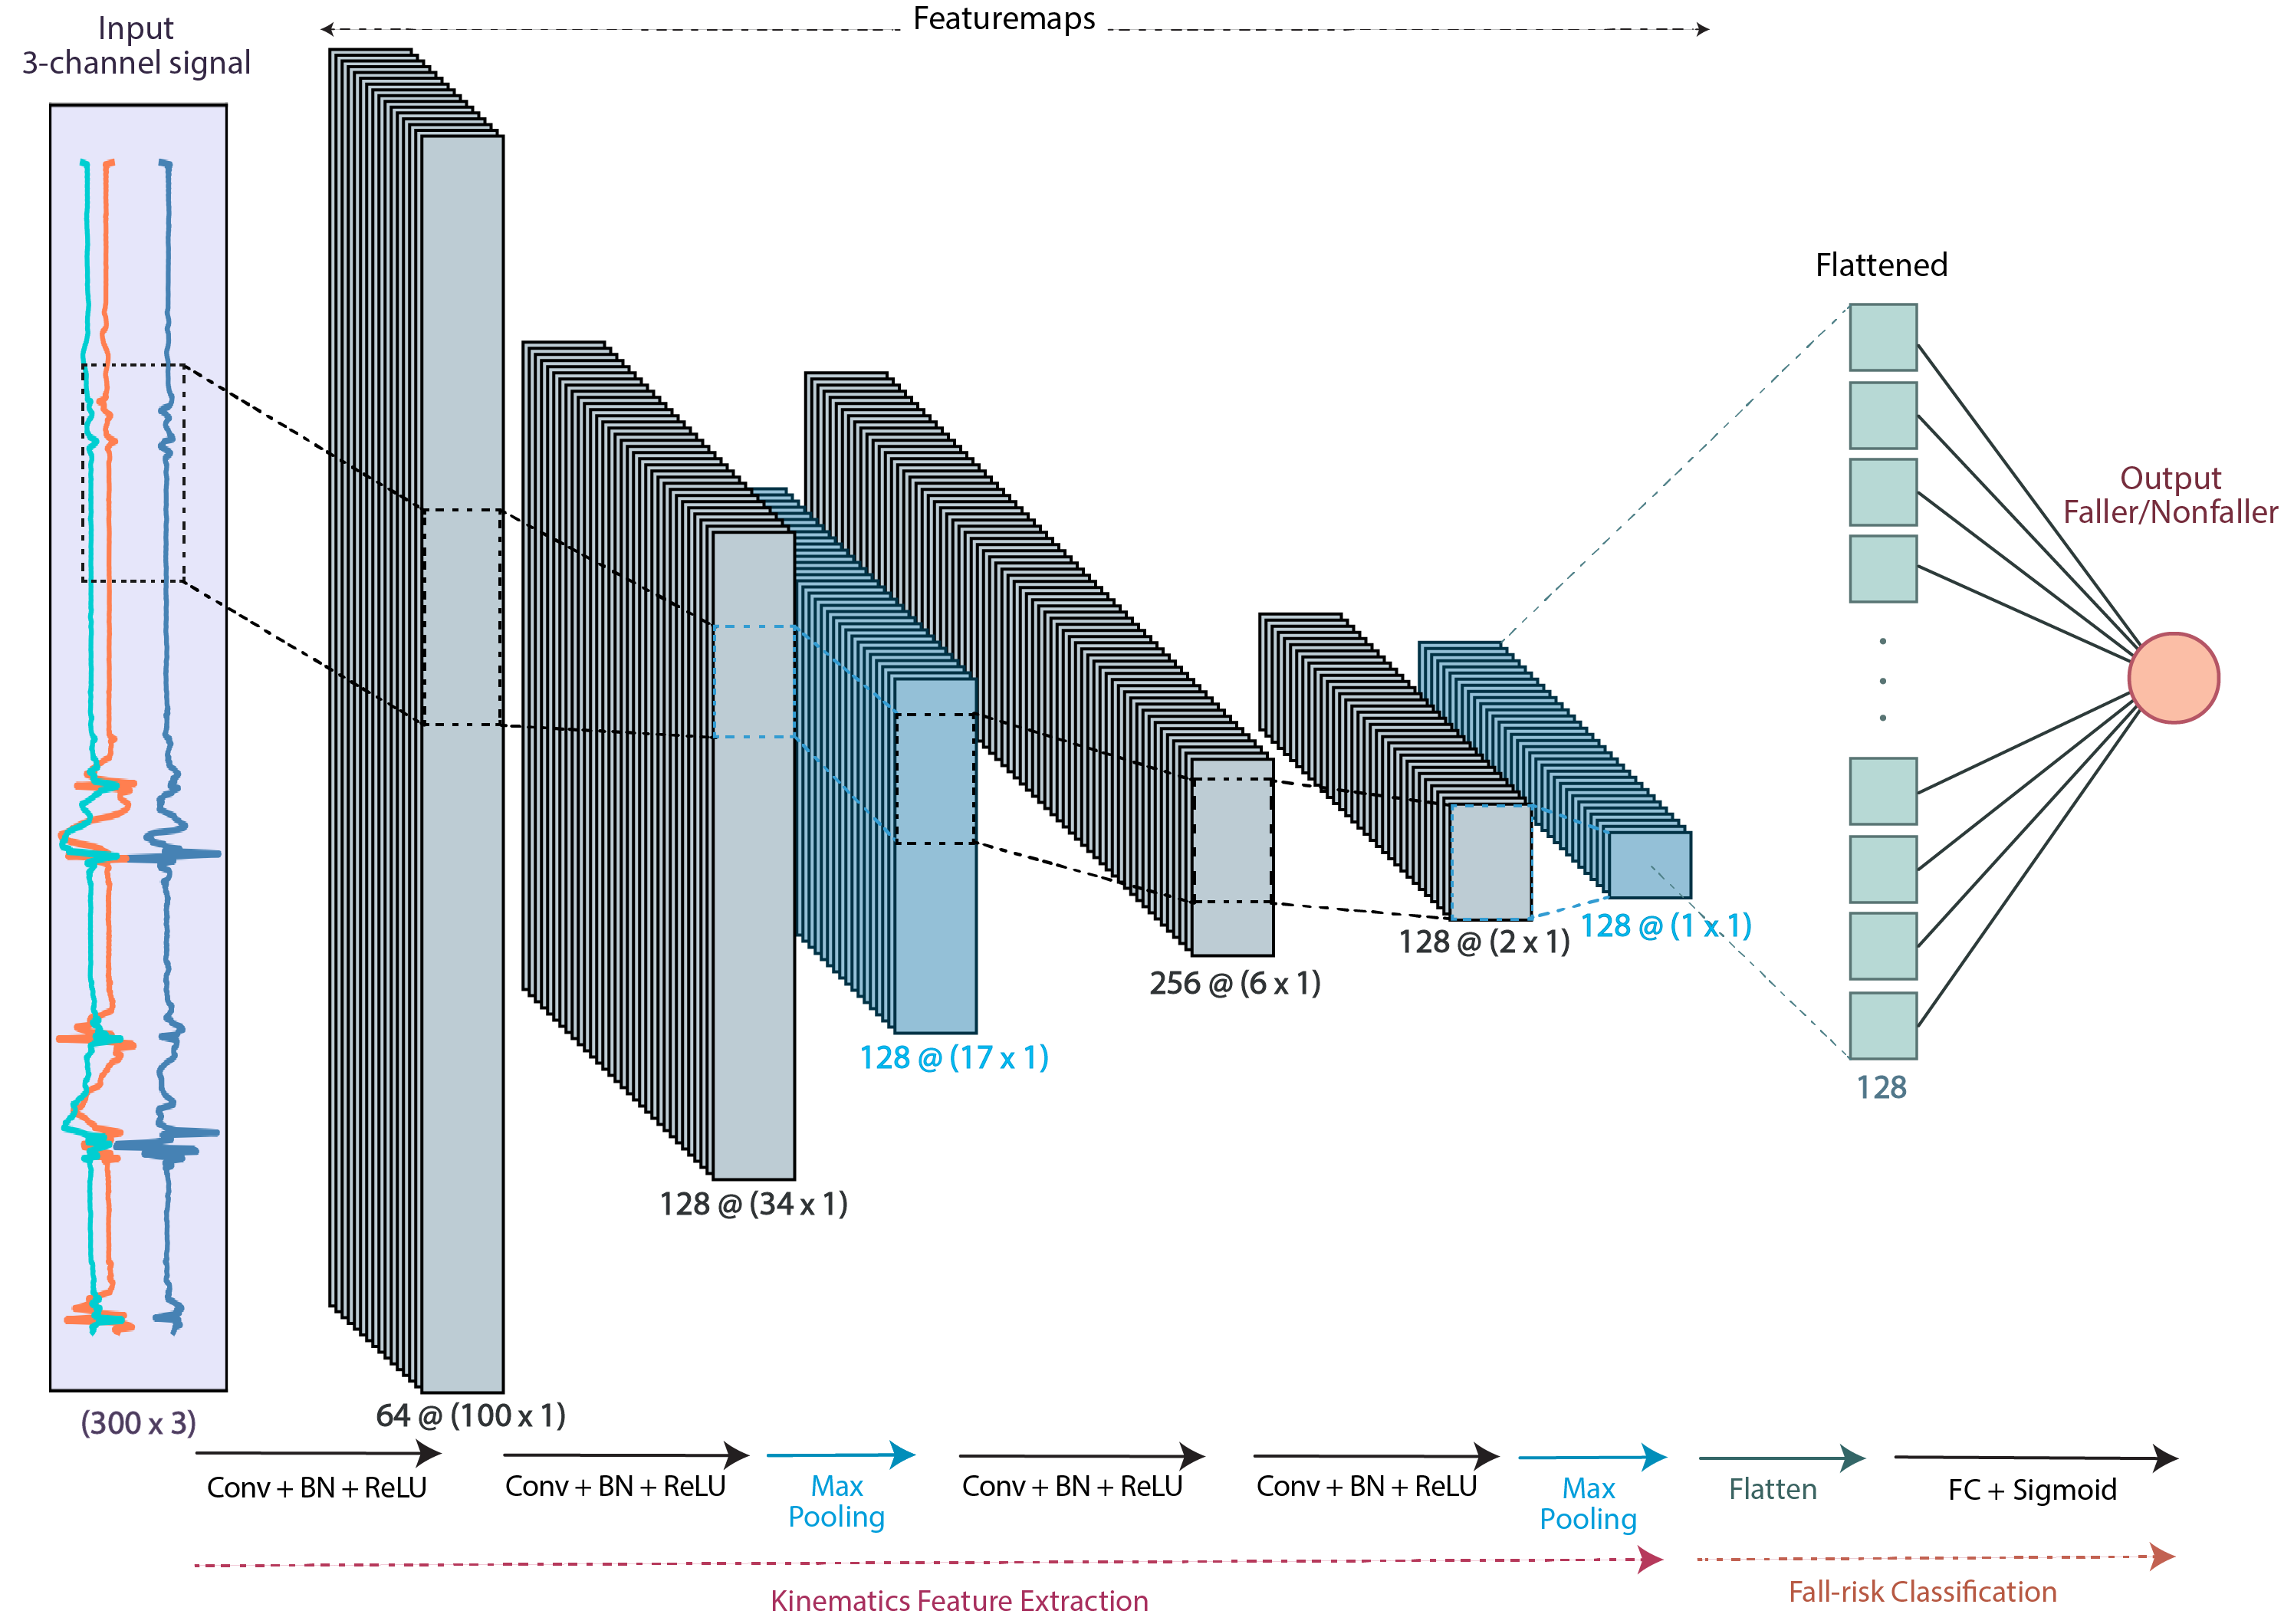 Input
3-channel signal
Featuremaps
Flattened
Output
Faller/Nonfaller
(300 x 3)
64 @ (100 x 1)
128 @ (34 x 1)
128 @ (17 x 1)
256 @ (6 x 1)
128 @ (2 x 1)
128 @ (1 x 1)
128
Conv + BN + ReLU
Conv + BN + ReLU
Max
Pooling
Conv + BN + ReLU
Conv + BN + ReLU
Max
Pooling
Flatten
FC + Sigmoid
Kinematics Feature Extraction
Fall-risk Classification